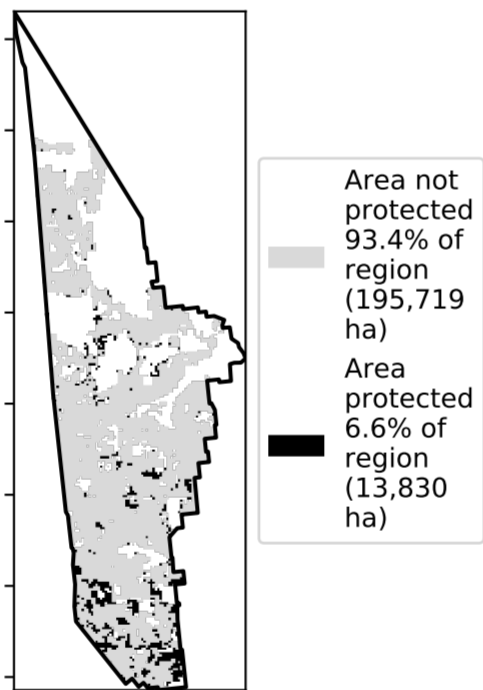 Area not
protected
93.4% of
region
(195,719
ha)
Area
protected
6.6% of
region
(13,830
ha)